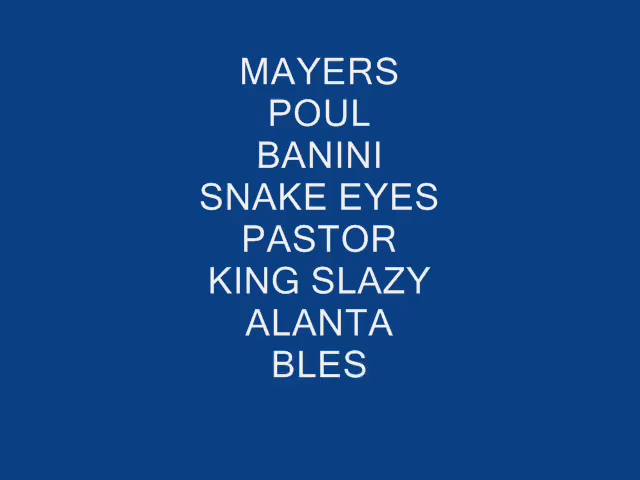 MAYERS
POUL
BANINI
SNAKE EYES
PASTOR
KING SLAZY
ALANTA
BLES